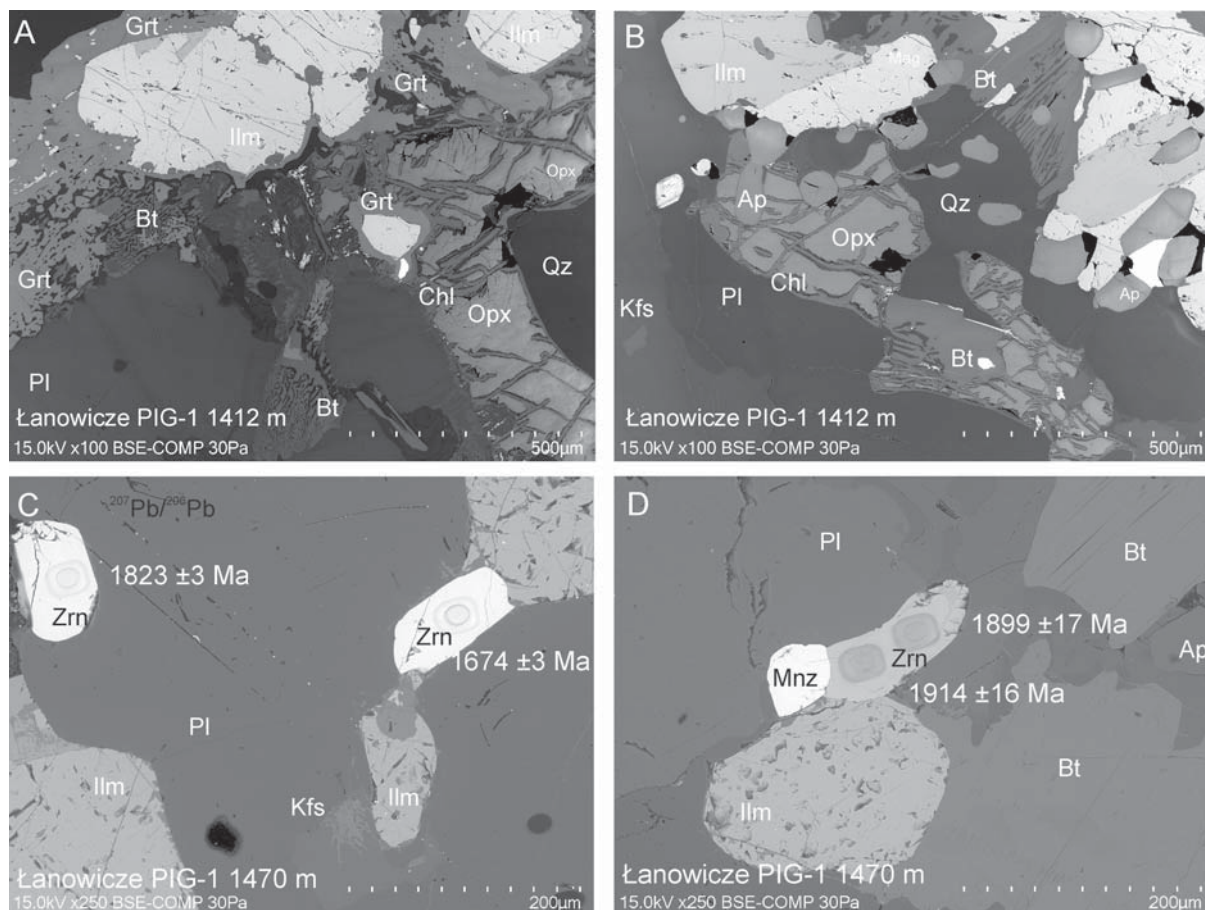 A
Grt
Ilm
Grt
Ilm
Opx
Bt
Grt
Grt
Qz
Chl
Opx
Pl
Bt
Łanowicze PIG-1 1412 m
15.0kV x100 BSE-COMP 30Pa
500µm
B
Ilm
Mag
Bt
Ap
Qz
Opx
Kfs
Pl
Chl
Ap
Bt
Łanowicze PIG-1 1412 m
15.0kV x100 BSE-COMP 30Pa
500µm
C
207Pb/206Pb
1823 ±3 Ma
Zrn
Zrn
1674 ±3 Ma
Pl
Ilm
Kfs
Ilm
Łanowicze PIG-1 1470 m
15.0kV x250 BSE-COMP 30Pa
200µm
D
Pl
Bt
1899 ±17 Ma
Zrn
Mnz
Ap
1914 ±16 Ma
Bt
Ilm
Łanowicze PIG-1 1470 m
15.0kV x250 BSE-COMP 30Pa
200µm